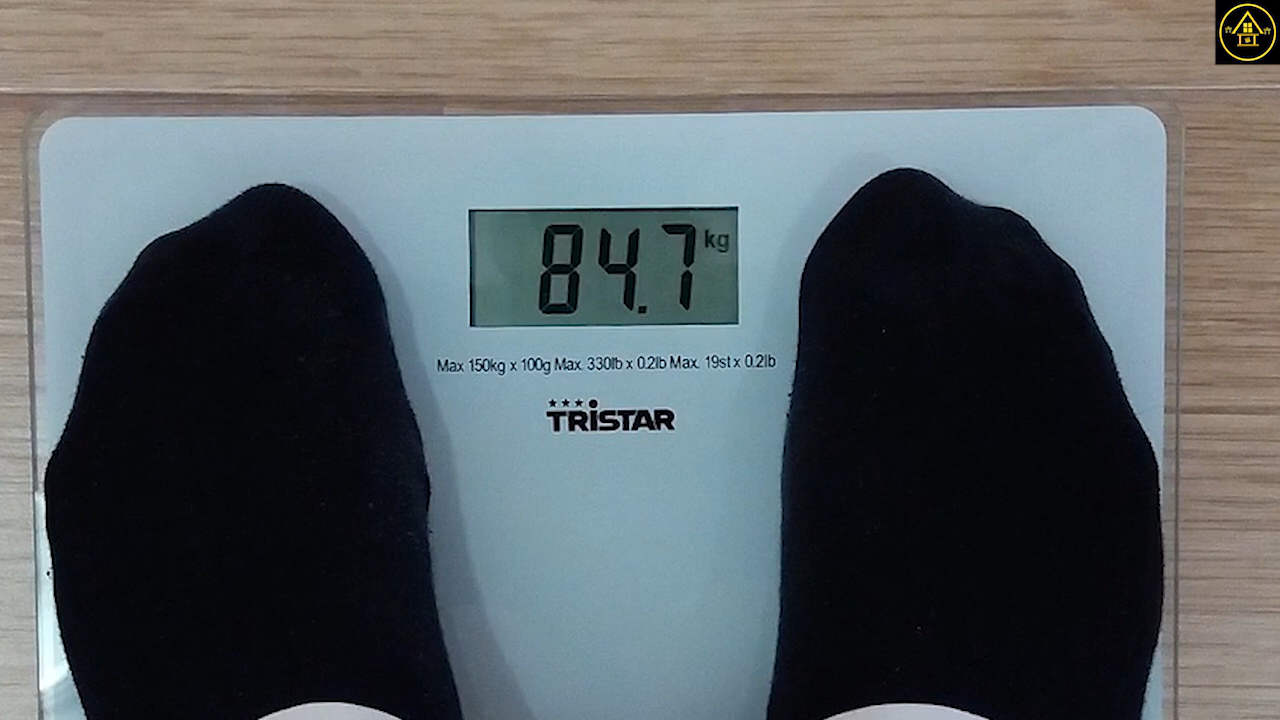 84.7 kg
Max 150kg x 100g Max. 330lb x 0.2lb Max. 19st x 0.2lb
TRiSTAR